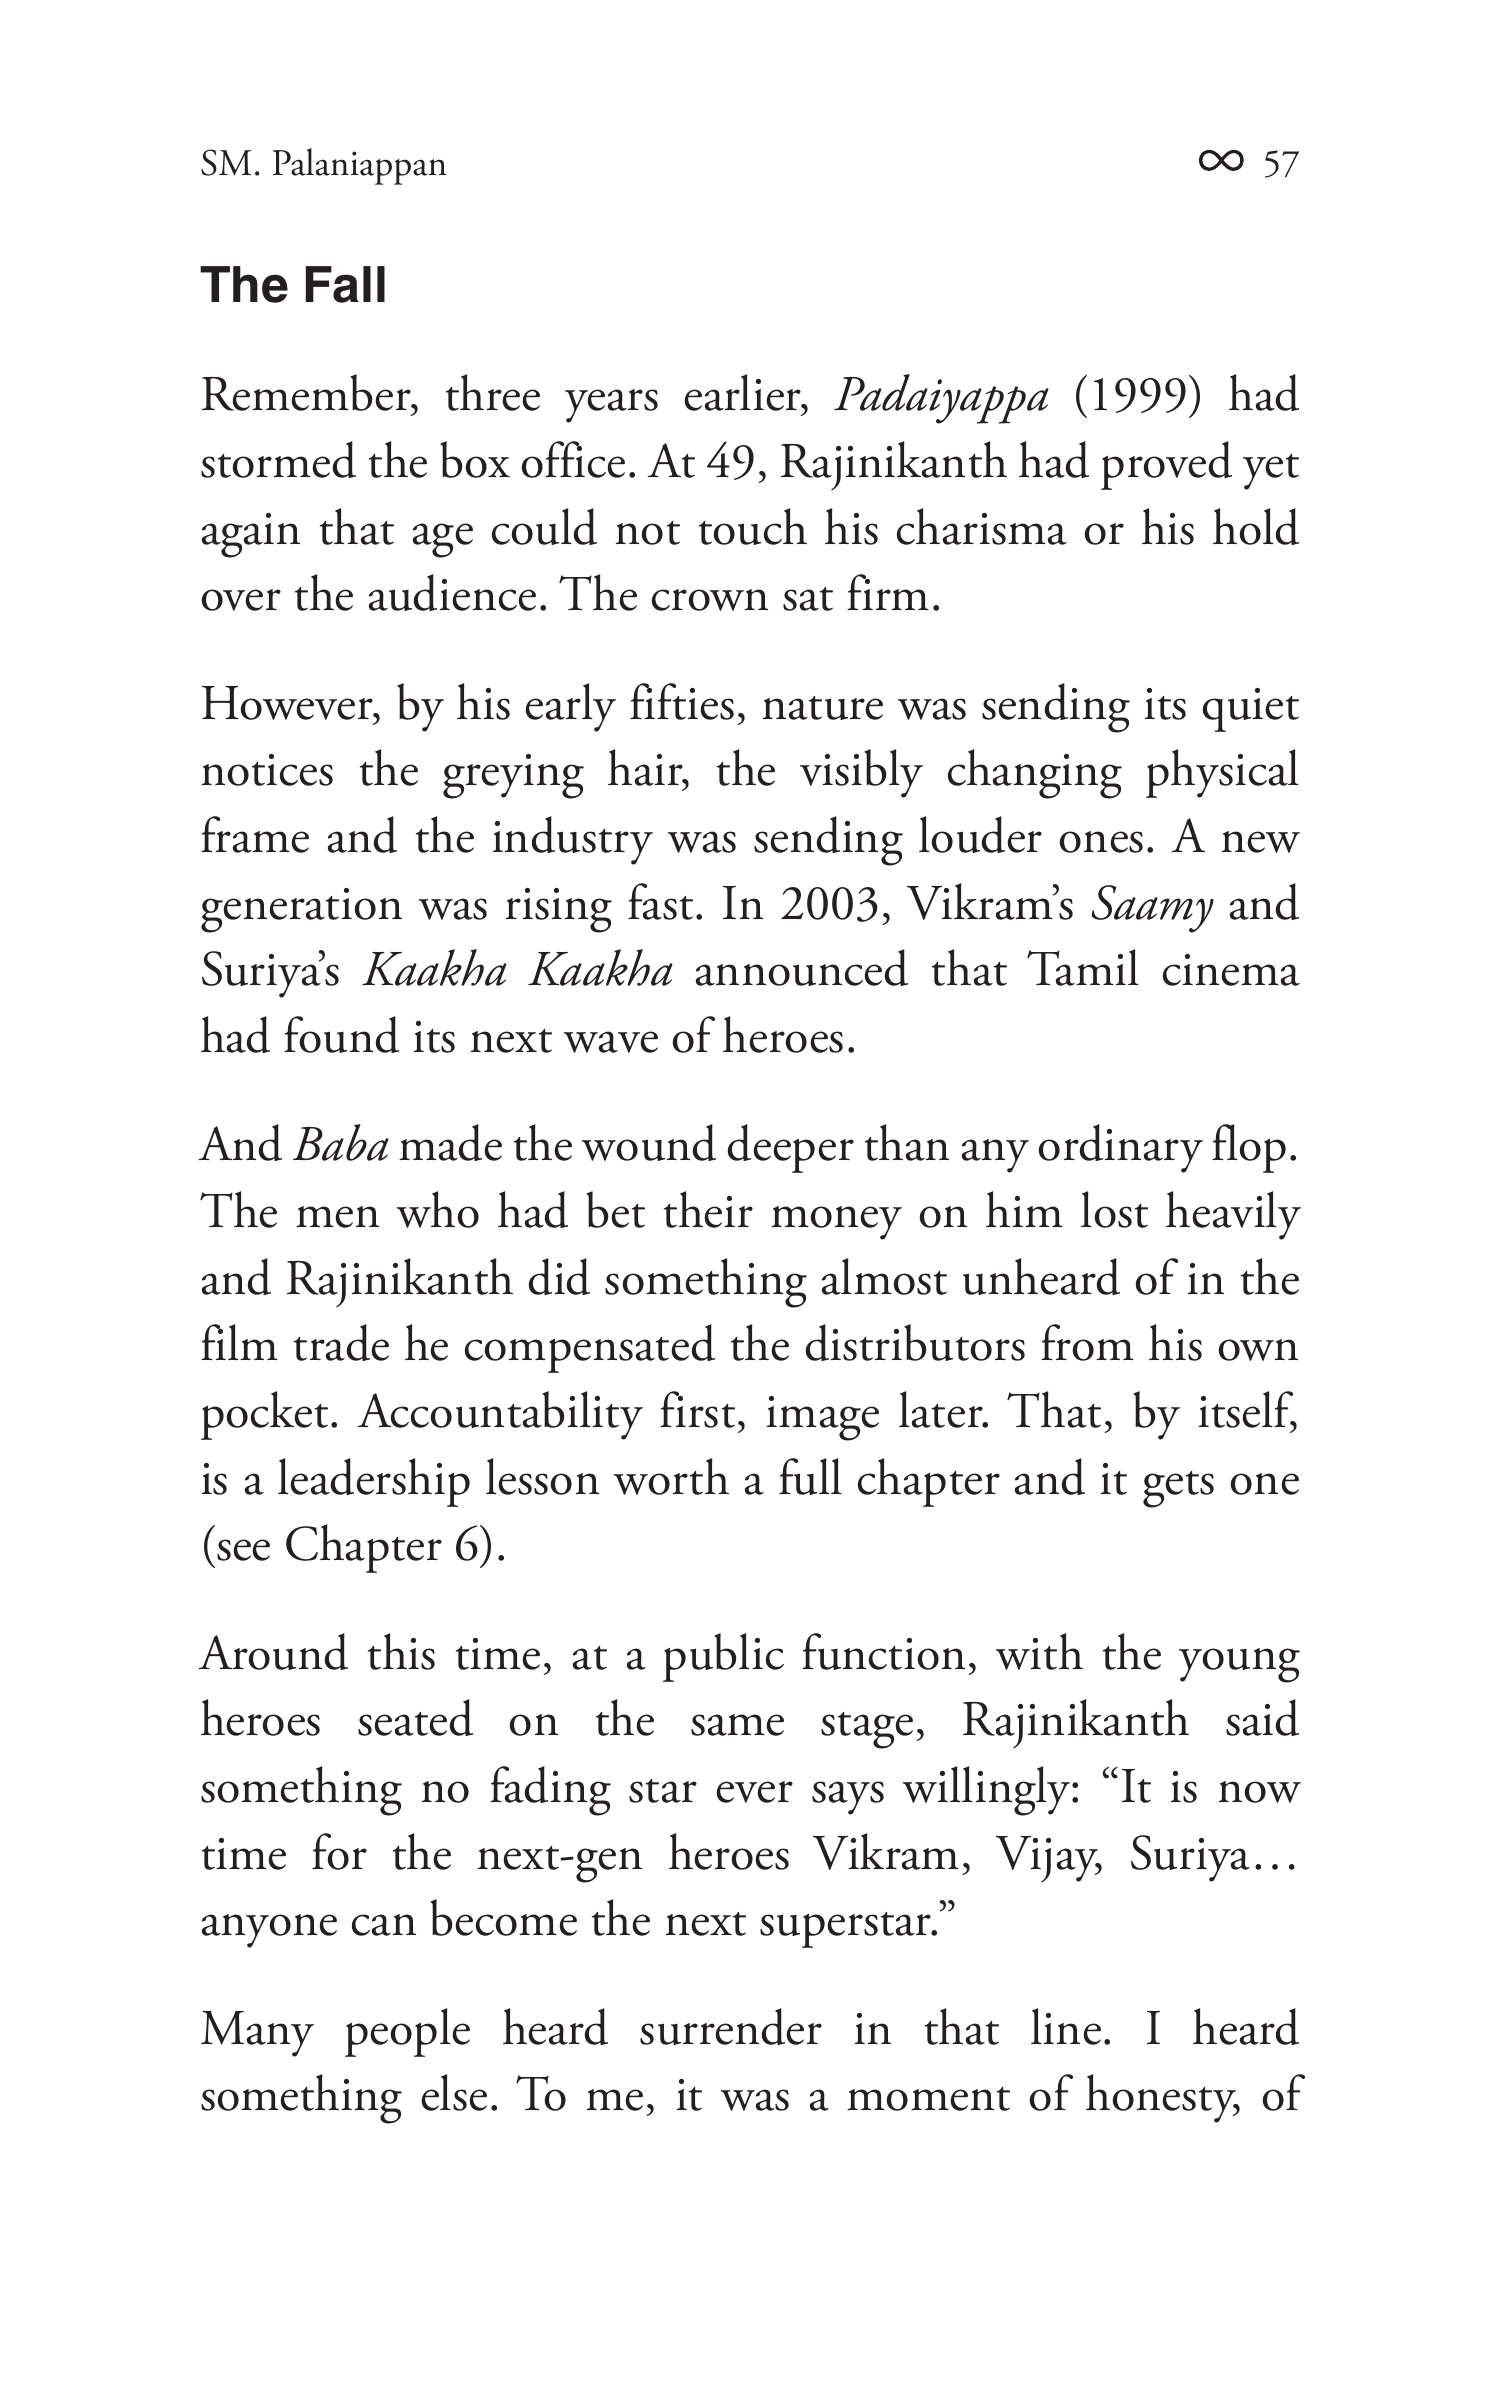 SM. Palaniappan ∞ 57
The Fall
Remember, three years earlier, Padaiyappa (1999) had
stormed the box office. At 49, Rajinikanth had proved yet
again that age could not touch his charisma or his hold
over the audience. The crown sat firm.
However, by his early fifties, nature was sending its quiet
notices the greying hair, the visibly changing physical
frame and the industry was sending louder ones. A new
generation was rising fast. In 2003, Vikram’s Saamy and
Suriya’s Kaakha Kaakha announced that Tamil cinema
had found its next wave of heroes.
And Baba made the wound deeper than any ordinary flop.
The men who had bet their money on him lost heavily
and Rajinikanth did something almost unheard of in the
film trade he compensated the distributors from his own
pocket. Accountability first, image later. That, by itself,
is a leadership lesson worth a full chapter and it gets one
(see Chapter 6).
Around this time, at a public function, with the young
heroes seated on the same stage, Rajinikanth said
something no fading star ever says willingly: “It is now
time for the next-gen heroes Vikram, Vijay, Suriya…
anyone can become the next superstar.”
Many people heard surrender in that line. I heard
something else. To me, it was a moment of honesty, of